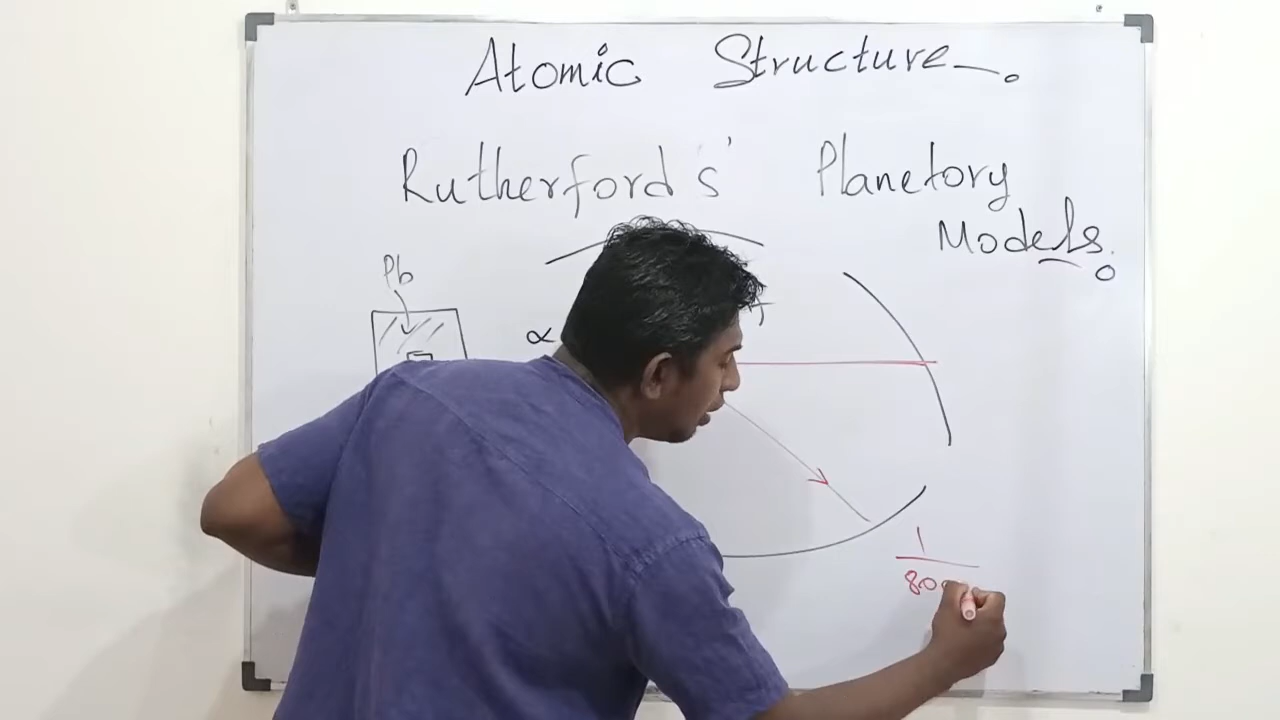 Atomic Structure.
Rutherford's' Planetory
Models.
Pb
α
+
1
800